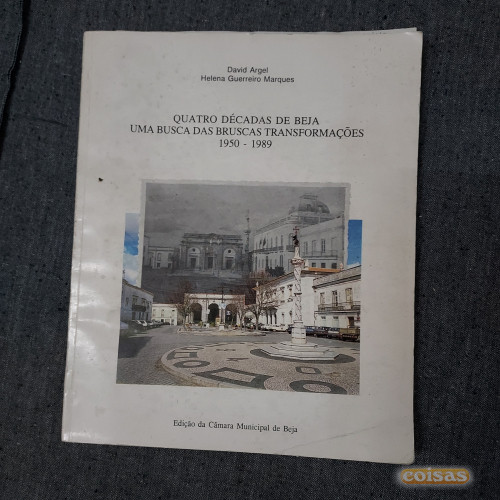 David Argel
Helena Guerreiro Marques
QUATRO DÉCADAS DE BEJA
UMA BUSCA DAS BRUSCAS TRANSFORMAÇÕES
1950 - 1989
Edição da Câmara Municipal de Beja
coisas